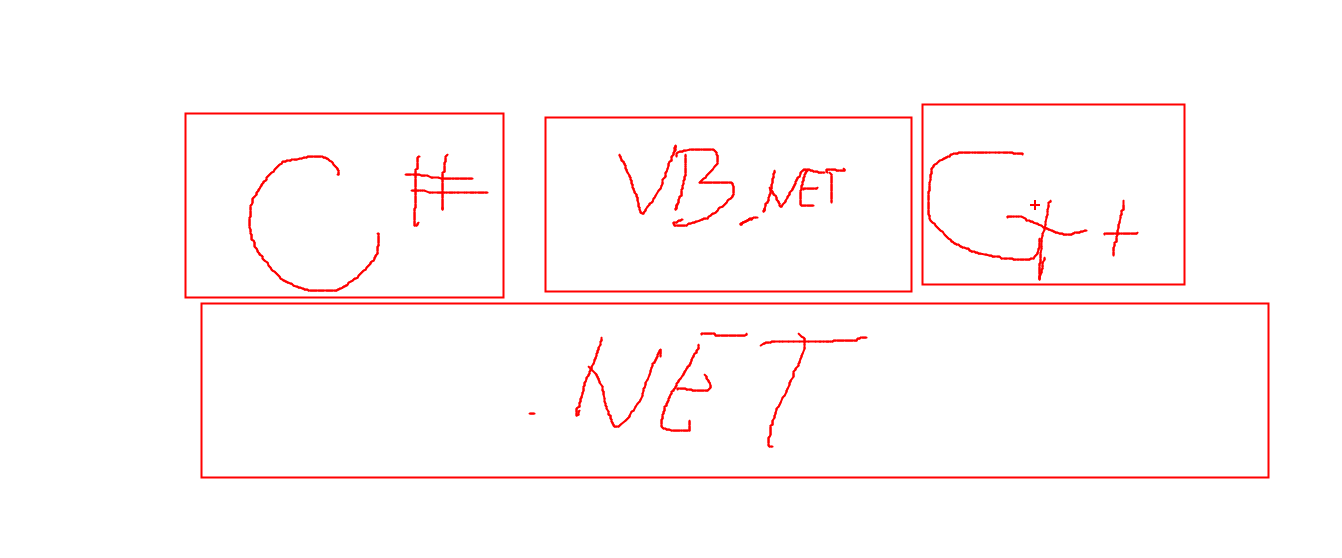 C#
VB.NET
C++
.NET